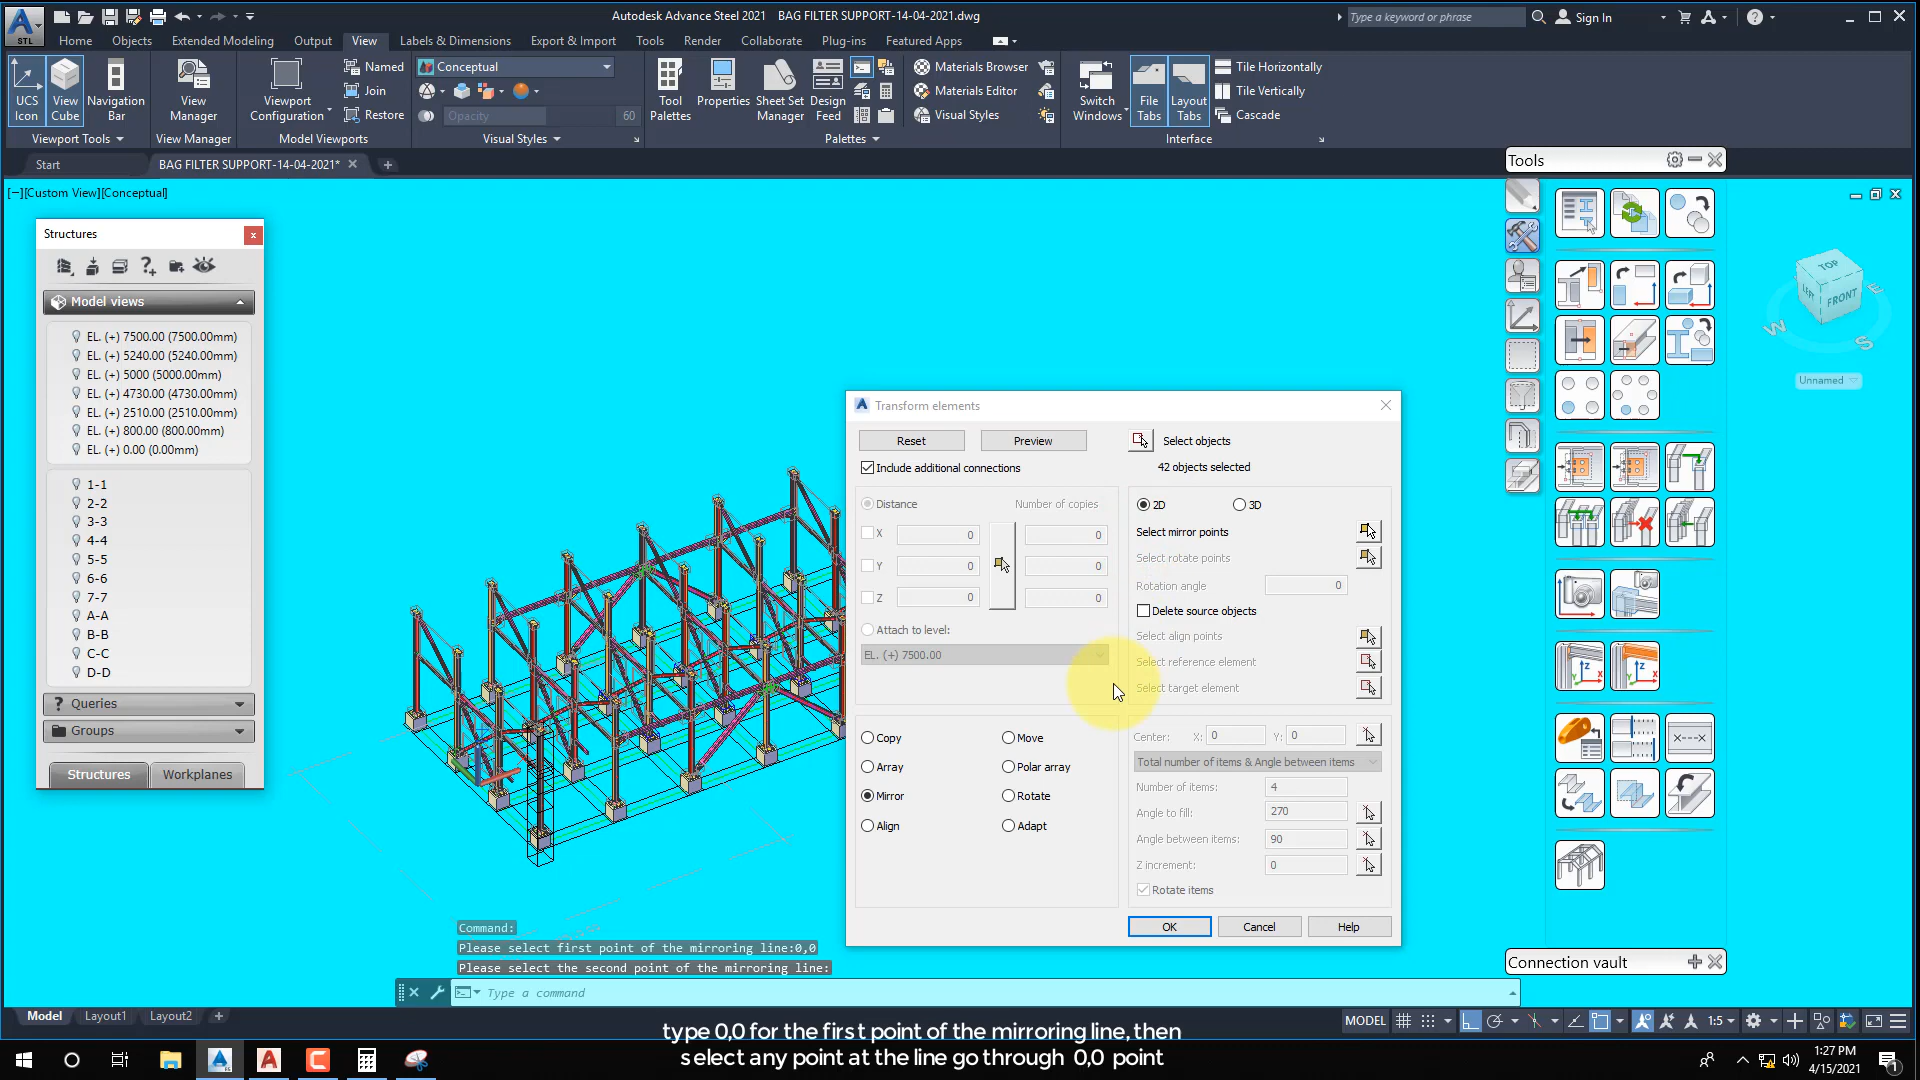 Autodesk Advance Steel 2021 BAG FILTER SUPPORT-14-04-2021.dwg
Type a keyword or phrase
Sign In
STL
Home Objects Extended Modeling Output View Labels & Dimensions Export & Import Tools Render Collaborate Plug-ins Featured Apps
UCS Icon
View Cube
Navigation Bar
Viewport Tools
View Manager
View Manager
Viewport Configuration
Named
Join
Restore
Model Viewports
Conceptual
Opacity 60
Visual Styles
Tool Palettes
Properties
Sheet Set Manager
Design Feed
Materials Browser
Materials Editor
Visual Styles
Palettes
Switch Windows
File Tabs
Layout Tabs
Tile Horizontally
Tile Vertically
Cascade
Interface
Start
BAG FILTER SUPPORT-14-04-2021*
Tools
[−][Custom View][Conceptual]
Structures
Model views
EL. (+) 7500.00 (7500.00mm)
EL. (+) 5240.00 (5240.00mm)
EL. (+) 5000 (5000.00mm)
EL. (+) 4730.00 (4730.00mm)
EL. (+) 2510.00 (2510.00mm)
EL. (+) 800.00 (800.00mm)
EL. (+) 0.00 (0.00mm)
1-1
2-2
3-3
4-4
5-5
6-6
7-7
A-A
B-B
C-C
D-D
Queries
Groups
Structures Workplanes
TOP
LEFT FRONT
E
W S
Unnamed
Transform elements
Reset Preview Select objects
Include additional connections 42 objects selected
Distance Number of copies 2D 3D
X 0 0 Select mirror points
Y 0 0 Select rotate points
Rotation angle 0
Z 0 0 Delete source objects
Attach to level: Select align points
EL. (+) 7500.00 Select reference element
Select target element
Copy Move Center: X: 0 Y: 0
Array Polar array Total number of items & Angle between items
Mirror Rotate Number of items: 4
Angle to fill: 270
Align Adapt Angle between items: 90
Z increment: 0
Rotate items
OK Cancel Help
Command:
Please select first point of the mirroring line:0,0
Please select the second point of the mirroring line:
Type a command
Connection vault
Model Layout1 Layout2
MODEL 1:5
type 0,0 for the first point of the mirroring line, then
select any point at the line go through 0,0 point
1:27 PM
4/15/2021
1